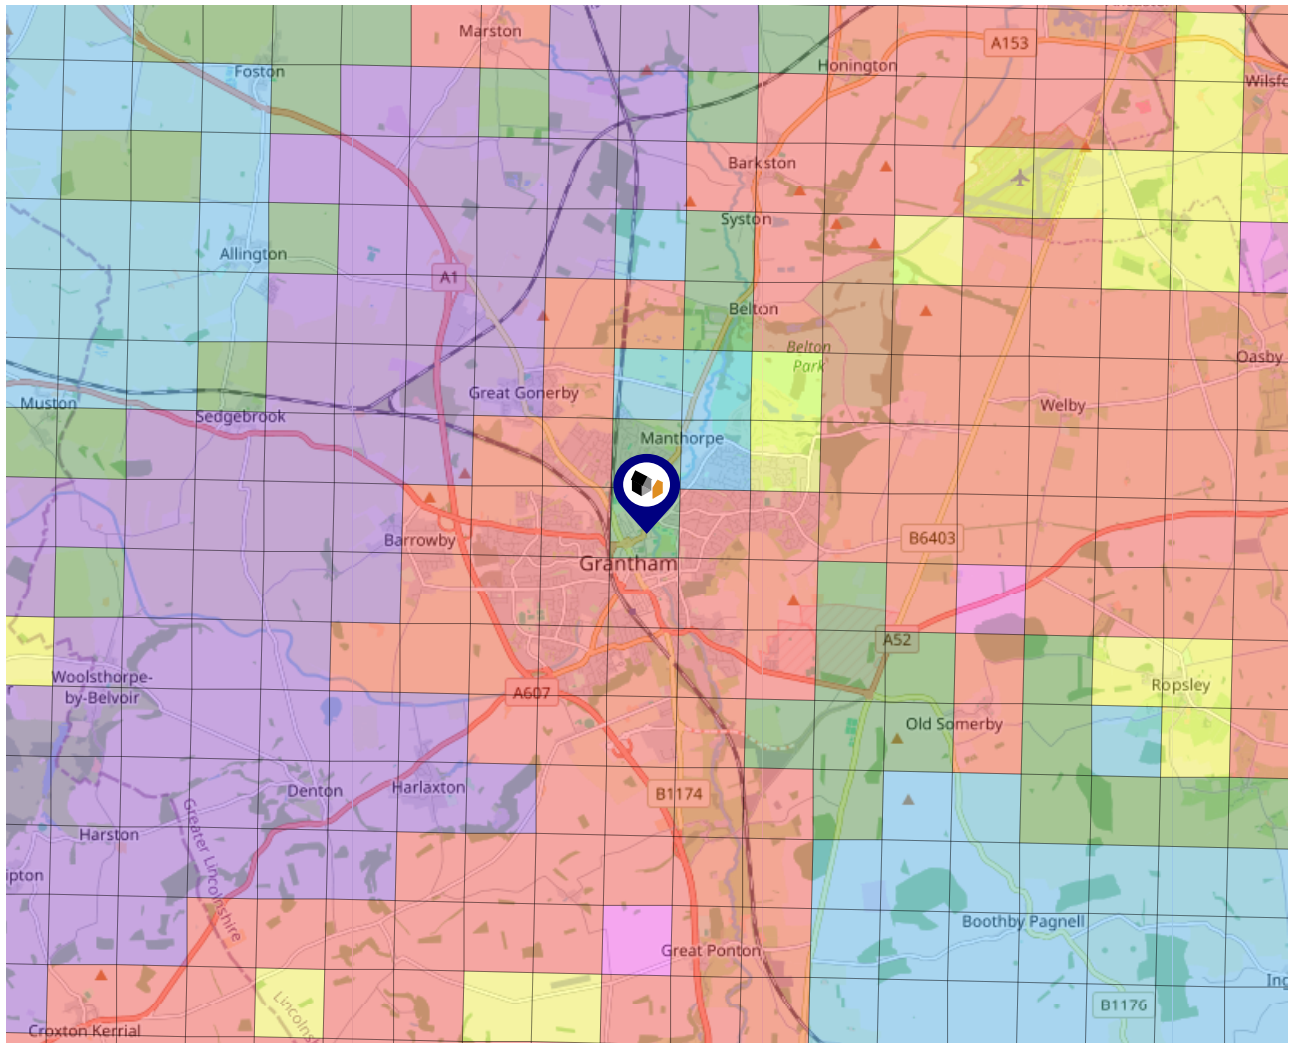 Marston
A153
Foston
Honington
Barkston
Syston
Allington
A1
Belton
Belton
Park
Oasby
Great Gonerby
Muston
Sedgebrook
Welby
Manthorpe
Barrowby
B6403
Grantham
A52
Woolsthorpe-
by-Belvoir
A607
Ropsley
Old Somerby
Denton
Harlaxton
B1174
Harston
Greater Lincolnshire
ipton
Boothby Pagnell
Great Ponton
B1176
Croxton Kerrial